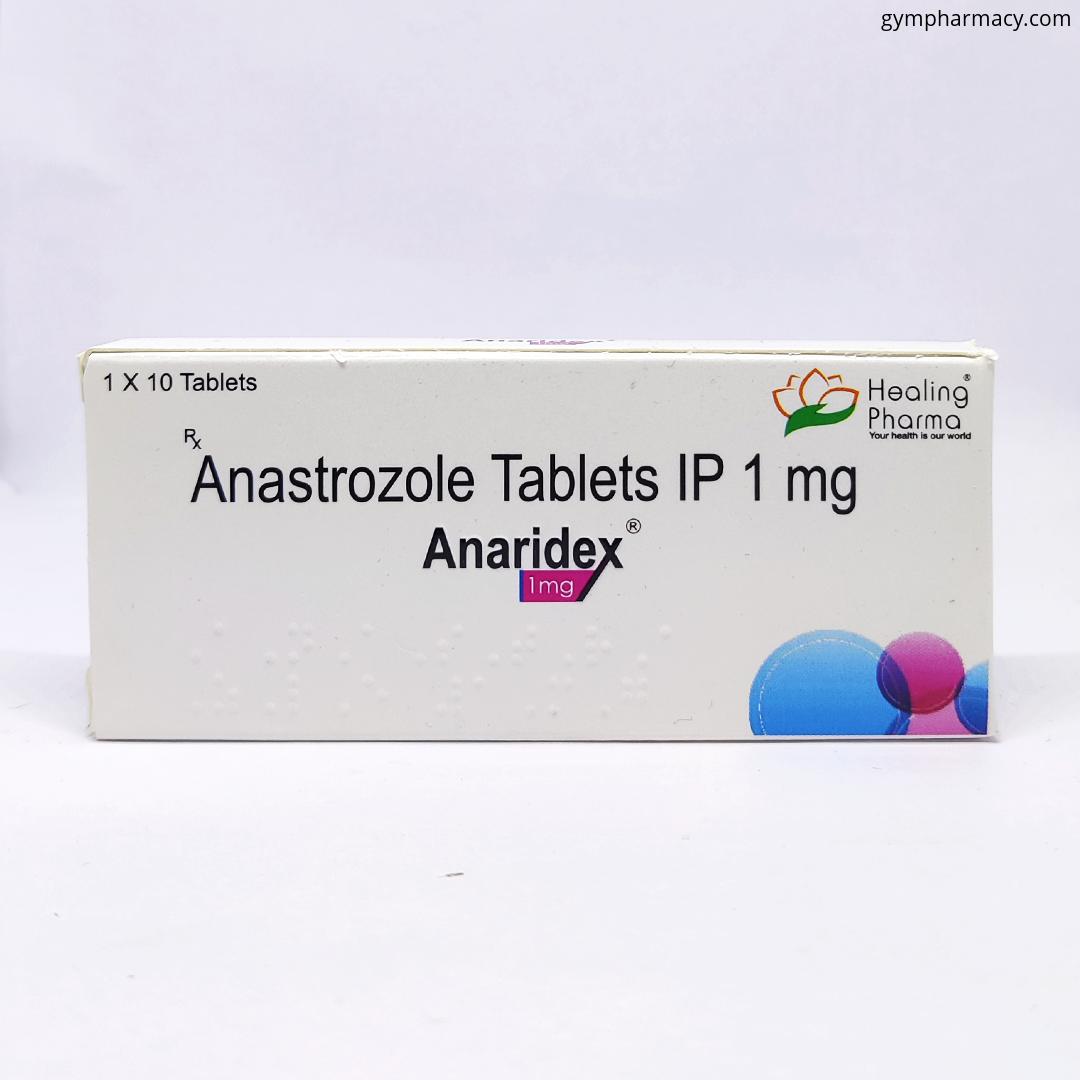 gympharmacy.com
1 X 10 Tablets
Healing®
Pharma
Your health is our world
Rx
Anastrozole Tablets IP 1 mg
Anaridex®
1mg